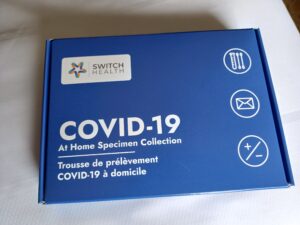 SWITCH
HEALTH
COVID-19
At Home Specimen Collection
Trousse de prélèvement
COVID-19 à domicile